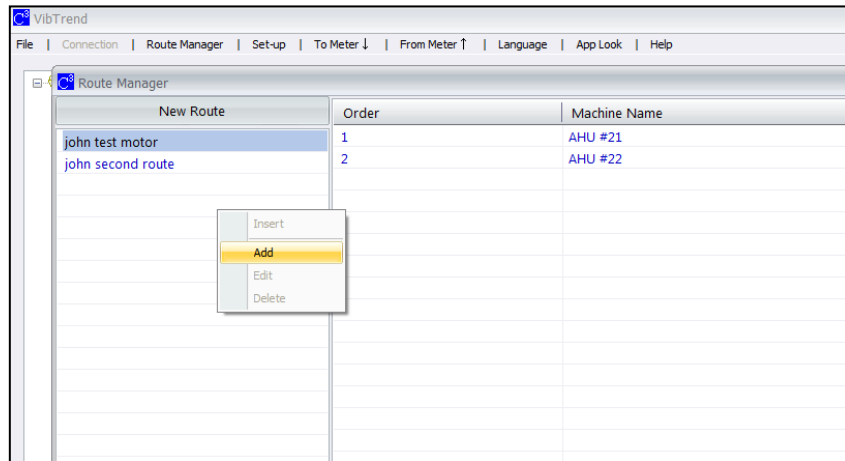 C³ VibTrend
File | Connection | Route Manager | Set-up | To Meter ↓ | From Meter ↑ | Language | App Look | Help
C³ Route Manager
New Route Order Machine Name
john test motor 1 AHU #21
john second route 2 AHU #22
Insert
Add
Edit
Delete